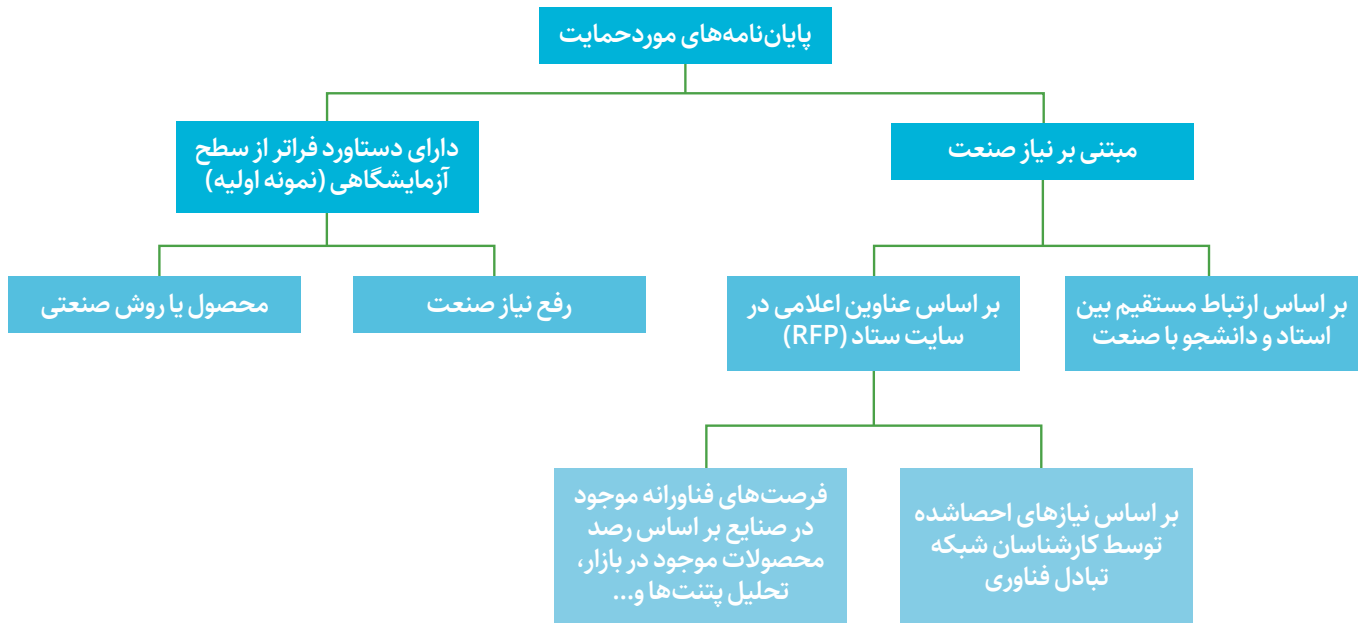 پایان‌نامه‌های موردحمایت
مبتنی بر نیاز صنعت
دارای دستاورد فراتر از سطح
آزمایشگاهی (نمونه اولیه)
بر اساس ارتباط مستقیم بین
استاد و دانشجو با صنعت
بر اساس عناوین اعلامی در
سایت ستاد (RFP)
رفع نیاز صنعت
محصول یا روش صنعتی
بر اساس نیازهای احصاشده
توسط کارشناسان شبکه
تبادل فناوری
فرصت‌های فناورانه موجود
در صنایع بر اساس رصد
محصولات موجود در بازار،
تحلیل پتنت‌ها و...